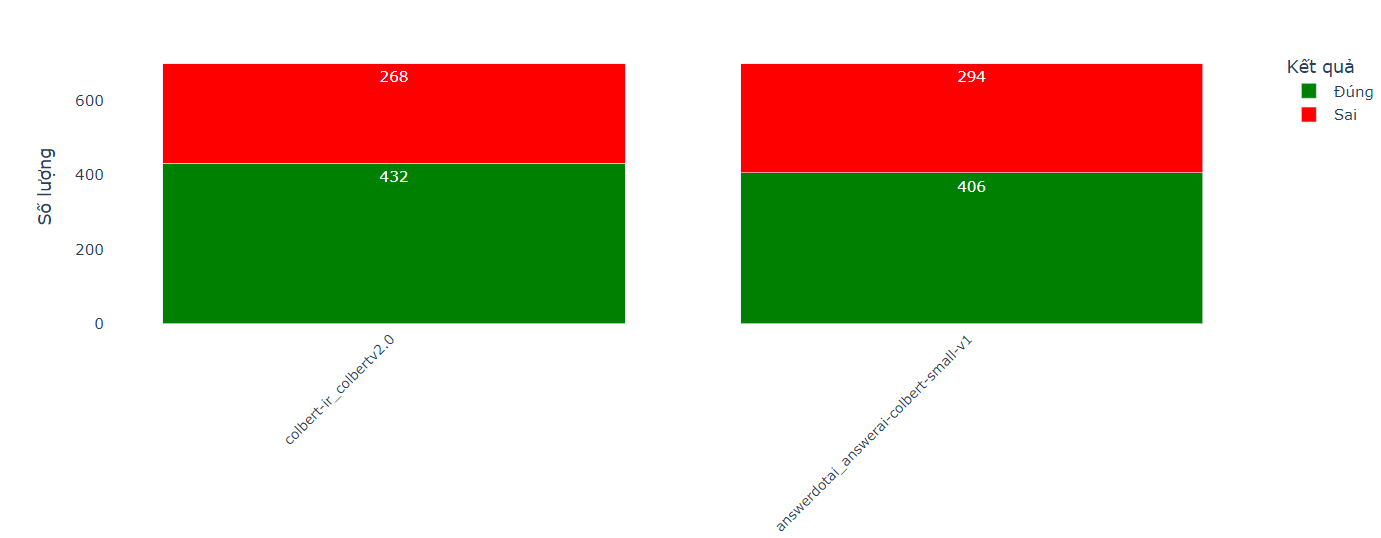 Số lượng
600
400
200
0
268
432
294
406
colbert-ir_colbertv2.0
answerdotai_answerai-colbert-small-v1
Kết quả
Đúng
Sai